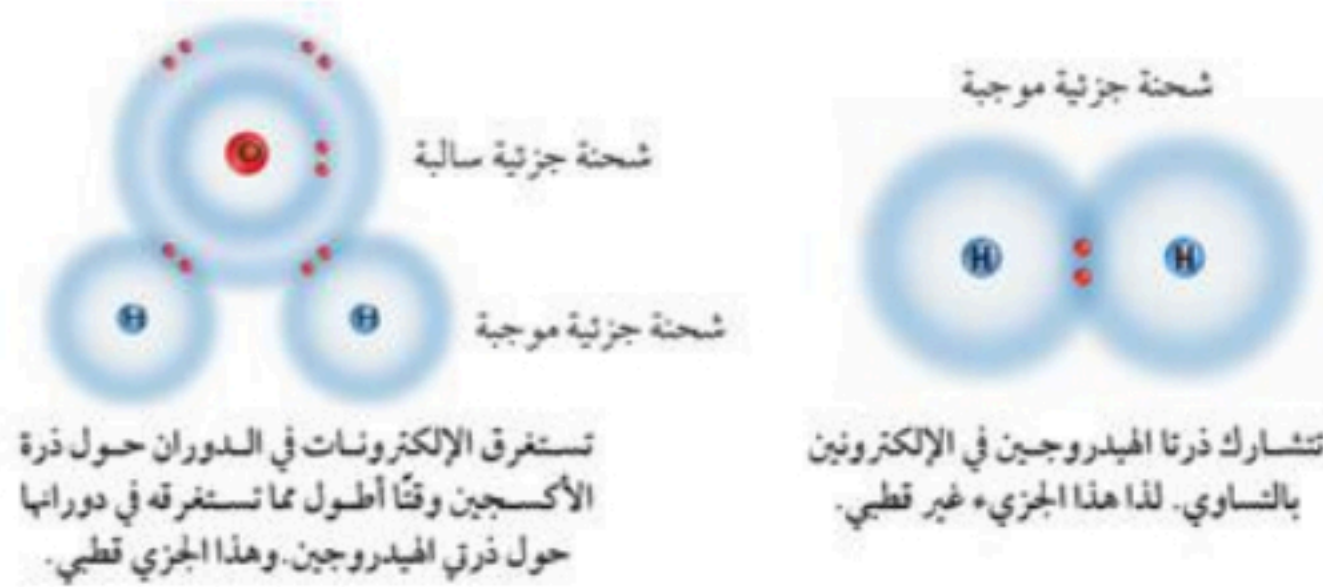 شحنة جزئية موجبة
H
H
تتشارك ذرتا الهيدروجين في الإلكترونين
بالتساوي. لذا هذا الجزيء غير قطبي.
O
شحنة جزئية سالبة
H
H
شحنة جزئية موجبة
تستغرق الإلكترونات في الدوران حول ذرة
الأكسجين وقتًا أطول مما تستغرقه في دورانها
حول ذرتي الهيدروجين.وهذا الجزي قطبي.